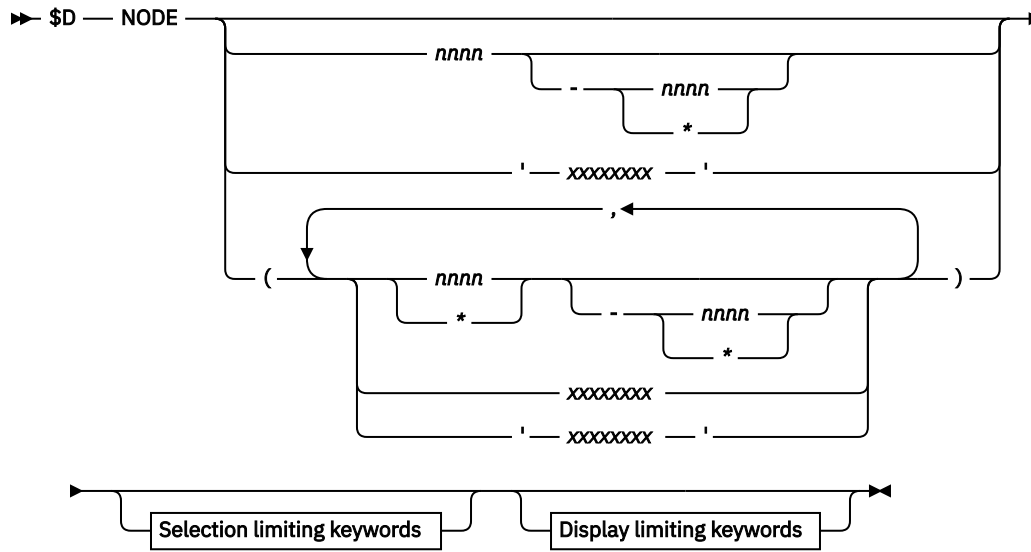 $D NODE
nnnn
- nnnn
*
' xxxxxxxx '
,
( nnnn )
* - nnnn
*
xxxxxxxx
' xxxxxxxx '
Selection limiting keywords Display limiting keywords